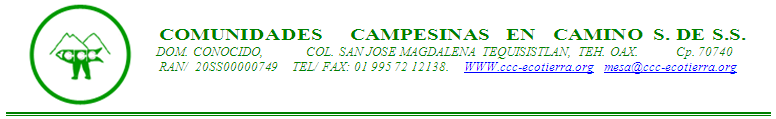 COMUNIDADES CAMPESINAS EN CAMINO S. DE S.S.
DOM. CONOCIDO, COL. SAN JOSE MAGDALENA TEQUISISTLAN, TEH. OAX. Cp. 70740
RAN/ 20SS00000749 TEL/ FAX: 01 995 72 12138. WWW.ccc-ecotierra.org mesa@ccc-ecotierra.org